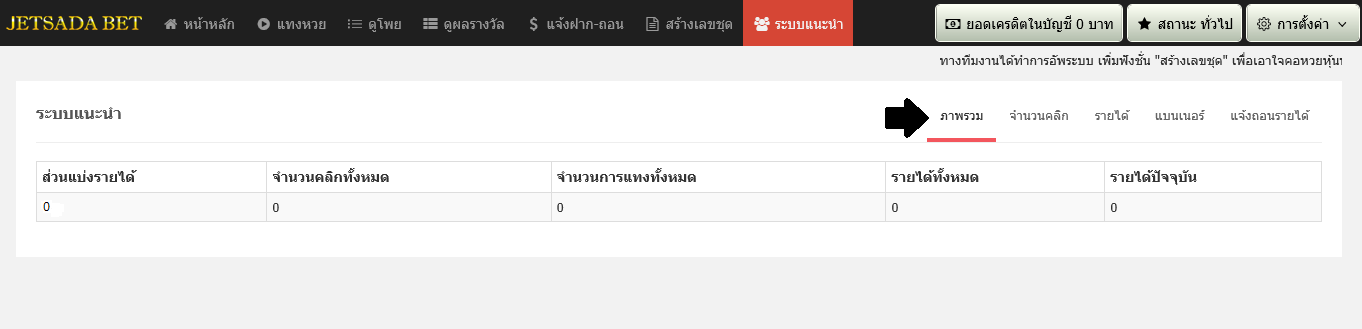 JETSADA BET หน้าหลัก แทงหวย ดูโพย ดูผลรางวัล แจ้งฝาก-ถอน สร้างเลขชุด ระบบแนะนำ ยอดเครดิตในบัญชี 0 บาท สถานะ ทั่วไป การตั้งค่า
ทางทีมงานได้ทำการอัพระบบ เพิ่มฟังชั่น "สร้างเลขชุด" เพื่อเอาใจคอหวยหุ้น
ระบบแนะนำ ภาพรวม จำนวนคลิก รายได้ แบนเนอร์ แจ้งถอนรายได้
ส่วนแบ่งรายได้ จำนวนคลิกทั้งหมด จำนวนการแทงทั้งหมด รายได้ทั้งหมด รายได้ปัจจุบัน
0 0 0 0 0